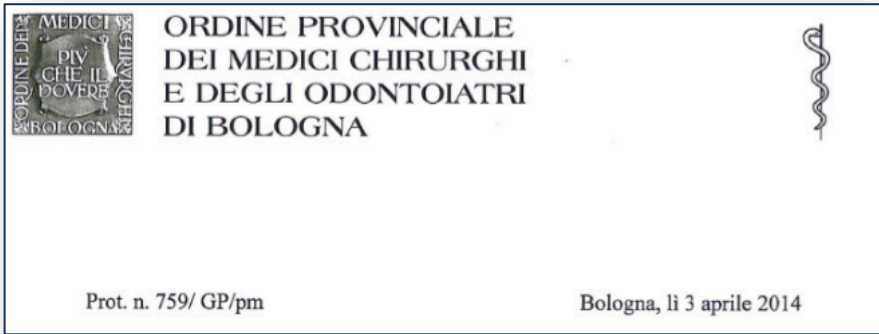 ORDINE DEI
MEDICI
CHIRVRGHI
BOLOGNA
PIV
CHE IL
DOVERE
ORDINE PROVINCIALE
DEI MEDICI CHIRURGHI
E DEGLI ODONTOIATRI
DI BOLOGNA
Prot. n. 759/ GP/pm
Bologna, lì 3 aprile 2014